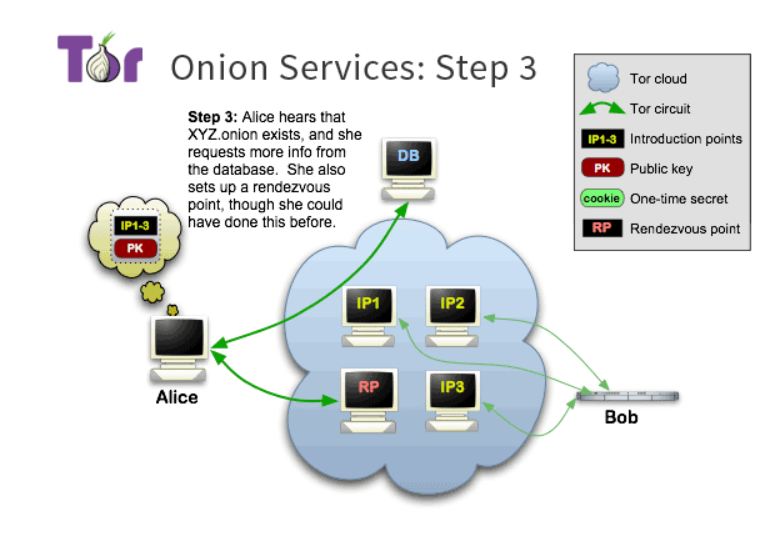 Tor
Onion Services: Step 3
Step 3: Alice hears that
XYZ.onion exists, and she
requests more info from
the database. She also
sets up a rendezvous
point, though she could
have done this before.
Tor cloud
Tor circuit
IP1-3 Introduction points
PK Public key
cookie One-time secret
RP Rendezvous point
DB
IP1-3
PK
Alice
IP1
IP2
RP
IP3
Bob